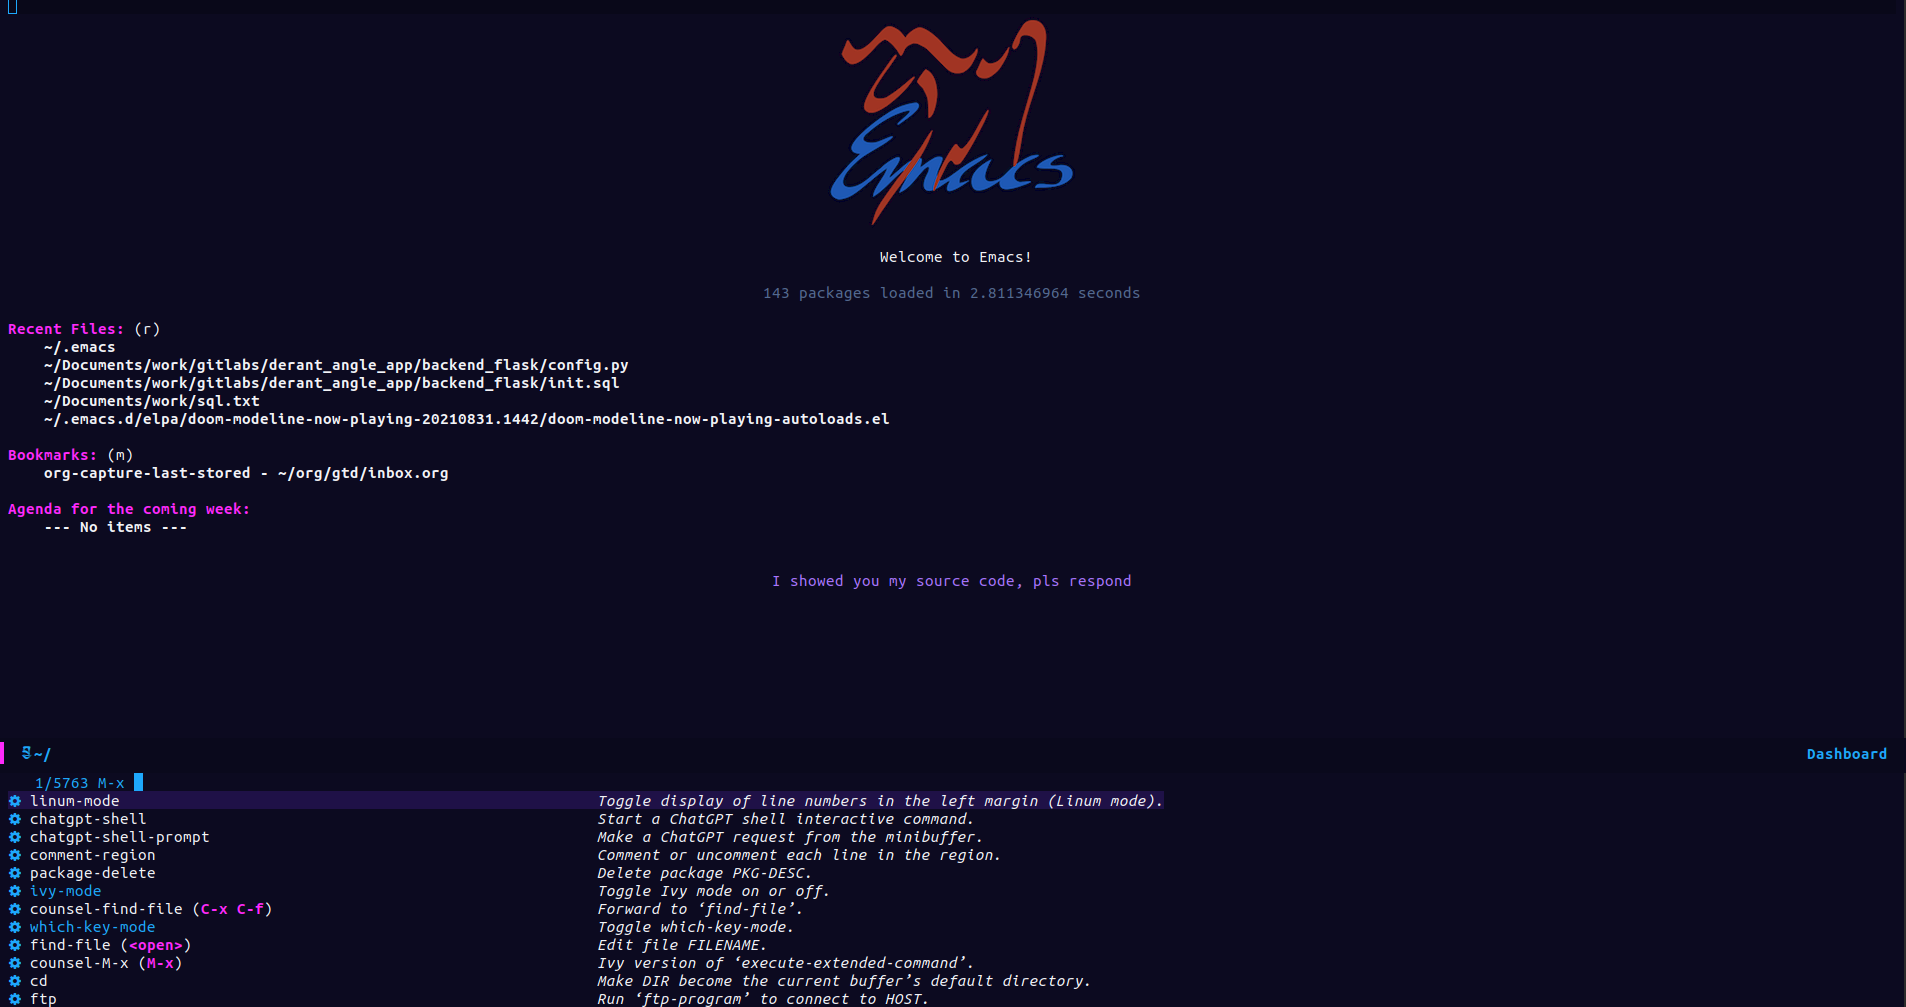 Emacs
Welcome to Emacs!
143 packages loaded in 2.811346964 seconds
Recent Files: (r)
~/.emacs
~/Documents/work/gitlabs/derant_angle_app/backend_flask/config.py
~/Documents/work/gitlabs/derant_angle_app/backend_flask/init.sql
~/Documents/work/sql.txt
~/.emacs.d/elpa/doom-modeline-now-playing-20210831.1442/doom-modeline-now-playing-autoloads.el
Bookmarks: (m)
org-capture-last-stored - ~/org/gtd/inbox.org
Agenda for the coming week:
--- No items ---
I showed you my source code, pls respond
~/ Dashboard
1/5763 M-x
linum-mode Toggle display of line numbers in the left margin (Linum mode).
chatgpt-shell Start a ChatGPT shell interactive command.
chatgpt-shell-prompt Make a ChatGPT request from the minibuffer.
comment-region Comment or uncomment each line in the region.
package-delete Delete package PKG-DESC.
ivy-mode Toggle Ivy mode on or off.
counsel-find-file (C-x C-f) Forward to ‘find-file’.
which-key-mode Toggle which-key-mode.
find-file (<open>) Edit file FILENAME.
counsel-M-x (M-x) Ivy version of ‘execute-extended-command’.
cd Make DIR become the current buffer’s default directory.
ftp Run ‘ftp-program’ to connect to HOST.